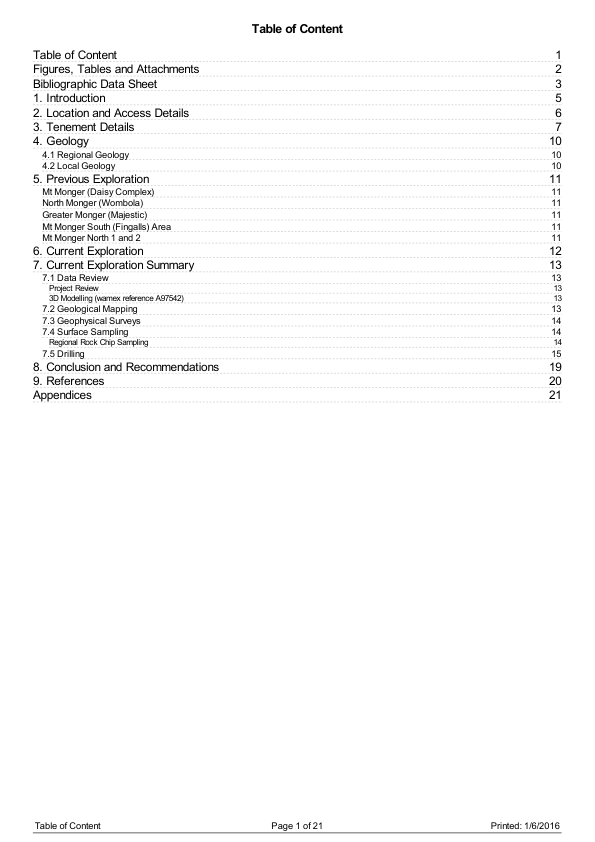 Table of Content
Table of Content 1
Figures, Tables and Attachments 2
Bibliographic Data Sheet 3
1. Introduction 5
2. Location and Access Details 6
3. Tenement Details 7
4. Geology 10
4.1 Regional Geology 10
4.2 Local Geology 10
5. Previous Exploration 11
Mt Monger (Daisy Complex) 11
North Monger (Wombola) 11
Greater Monger (Majestic) 11
Mt Monger South (Fingalls) Area 11
Mt Monger North 1 and 2 11
6. Current Exploration 12
7. Current Exploration Summary 13
7.1 Data Review 13
Project Review 13
3D Modelling (wamex reference A97542) 13
7.2 Geological Mapping 13
7.3 Geophysical Surveys 14
7.4 Surface Sampling 14
Regional Rock Chip Sampling 14
7.5 Drilling 15
8. Conclusion and Recommendations 19
9. References 20
Appendices 21
Table of Content Page 1 of 21 Printed: 1/6/2016